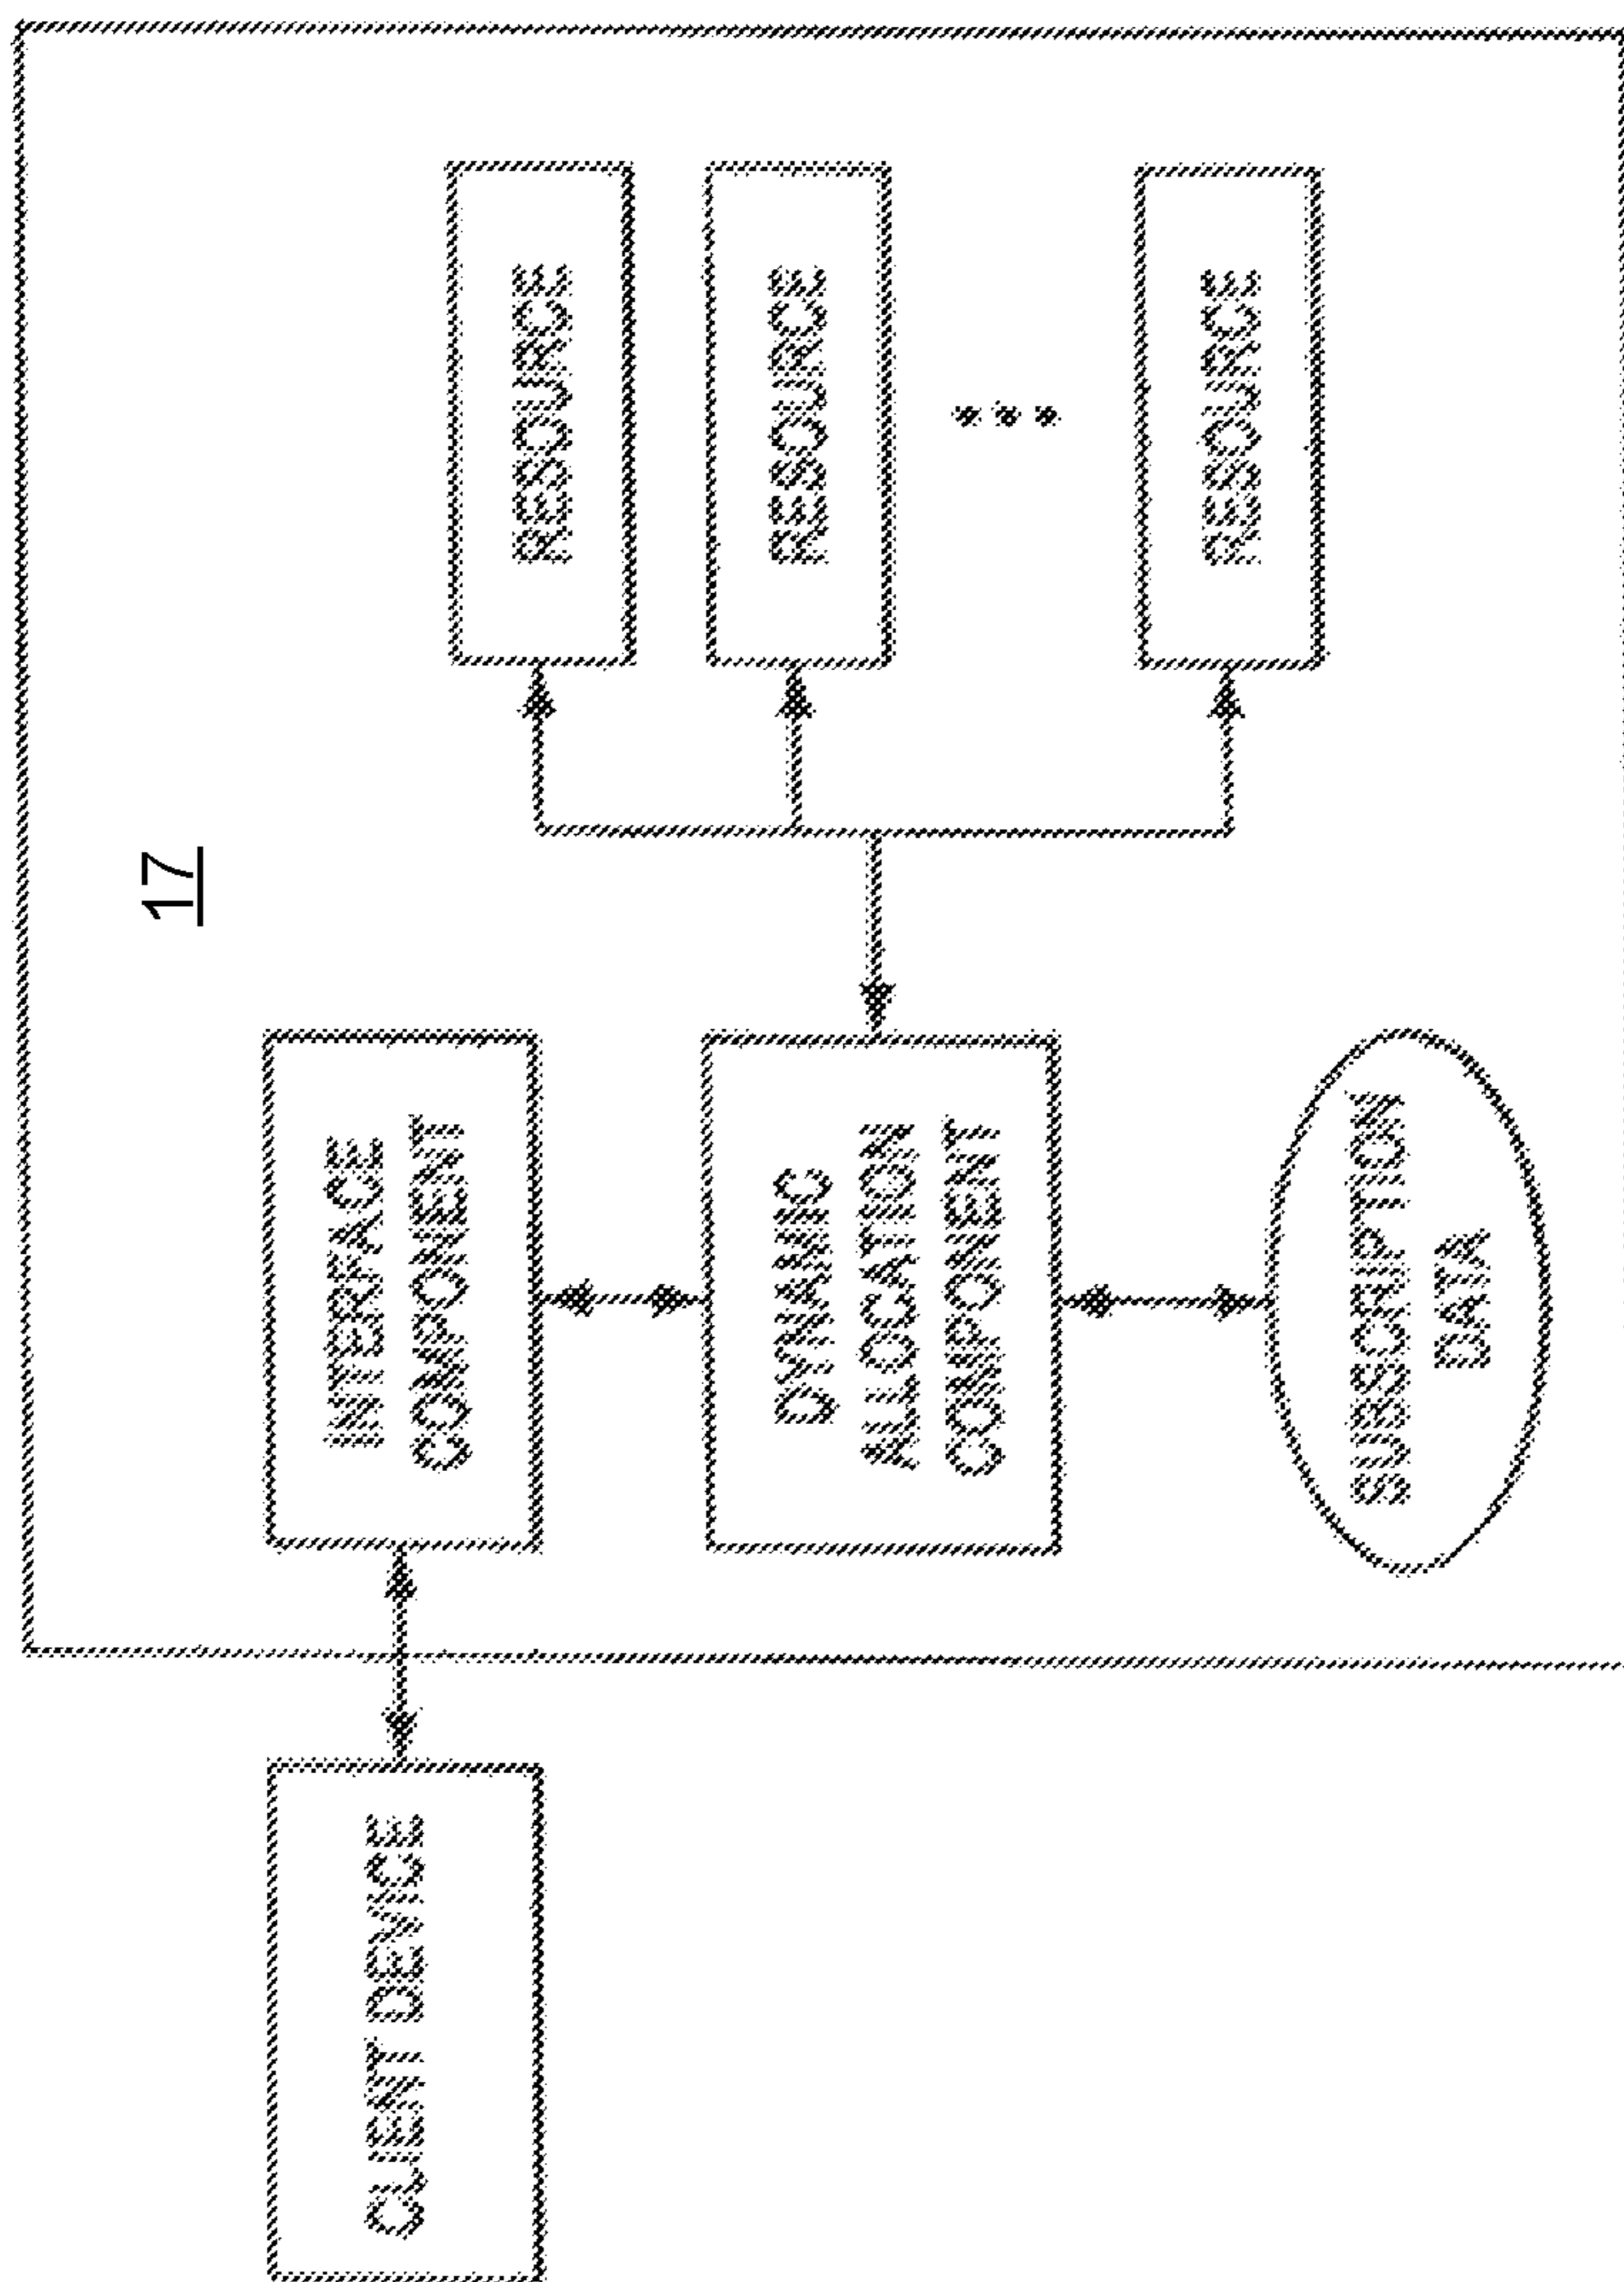 17
CLIENT DEVICE
INTERFACE
COMPONENT
DYNAMIC
ALLOCATION
COMPONENT
SUBSCRIPTION
DATA
RESOURCE
RESOURCE
RESOURCE